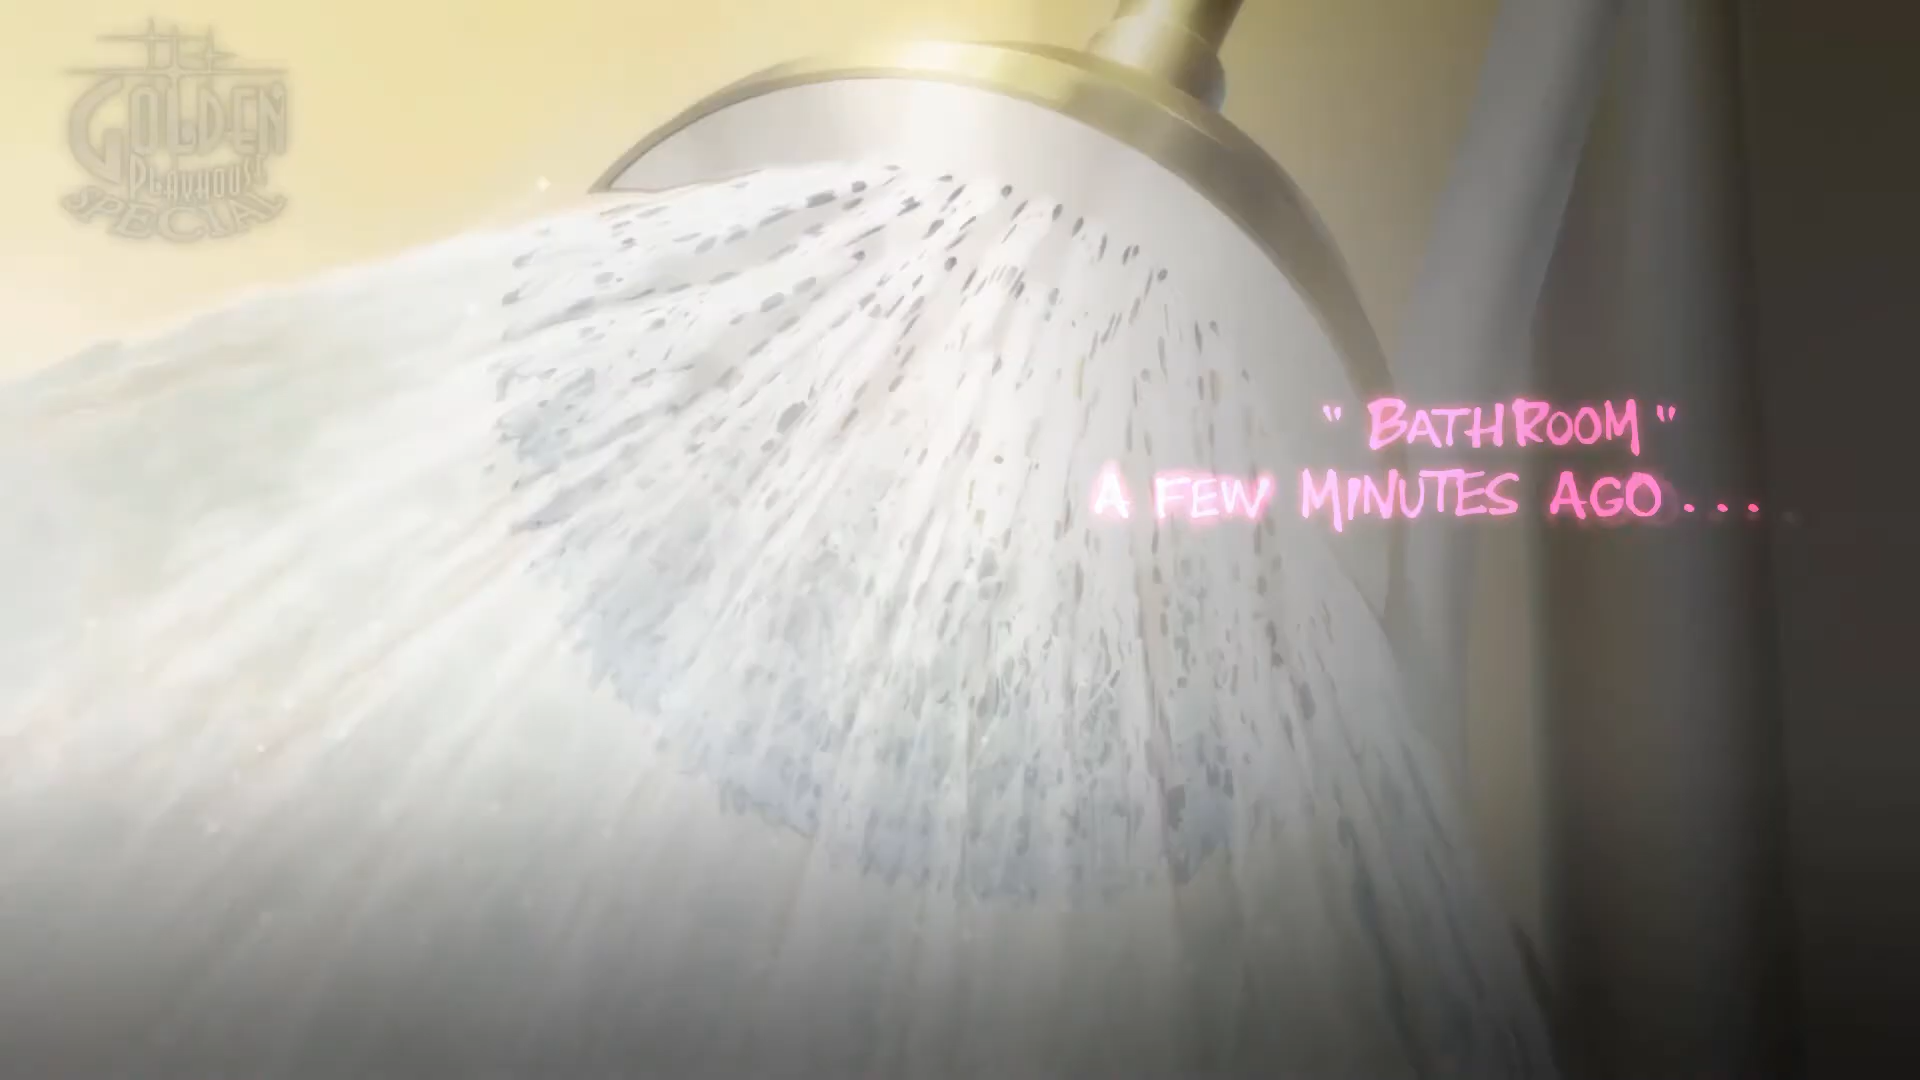 GOLDEN
PLAYHOUSE
SPECIAL
" BATHROOM "
A FEW MINUTES AGO....